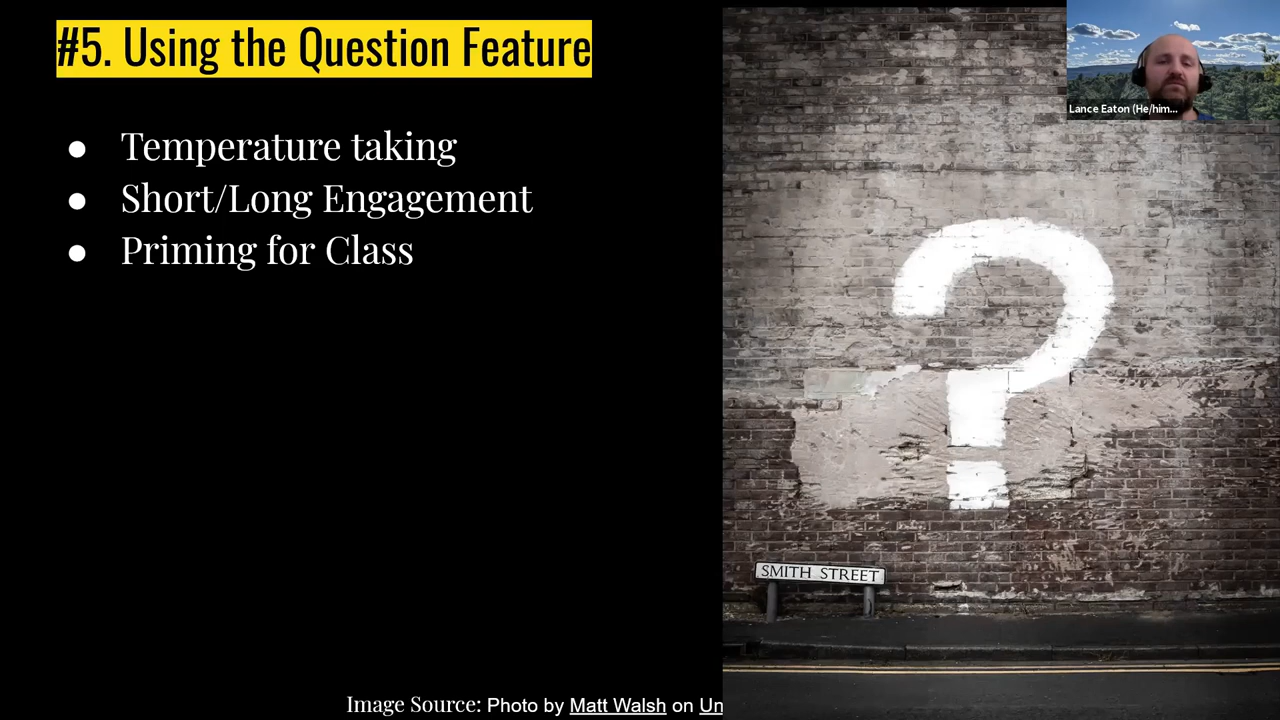 #5. Using the Question Feature
● Temperature taking
● Short/Long Engagement
● Priming for Class
Lance Eaton (He/him...
SMITH STREET
Image Source: Photo by Matt Walsh on Un